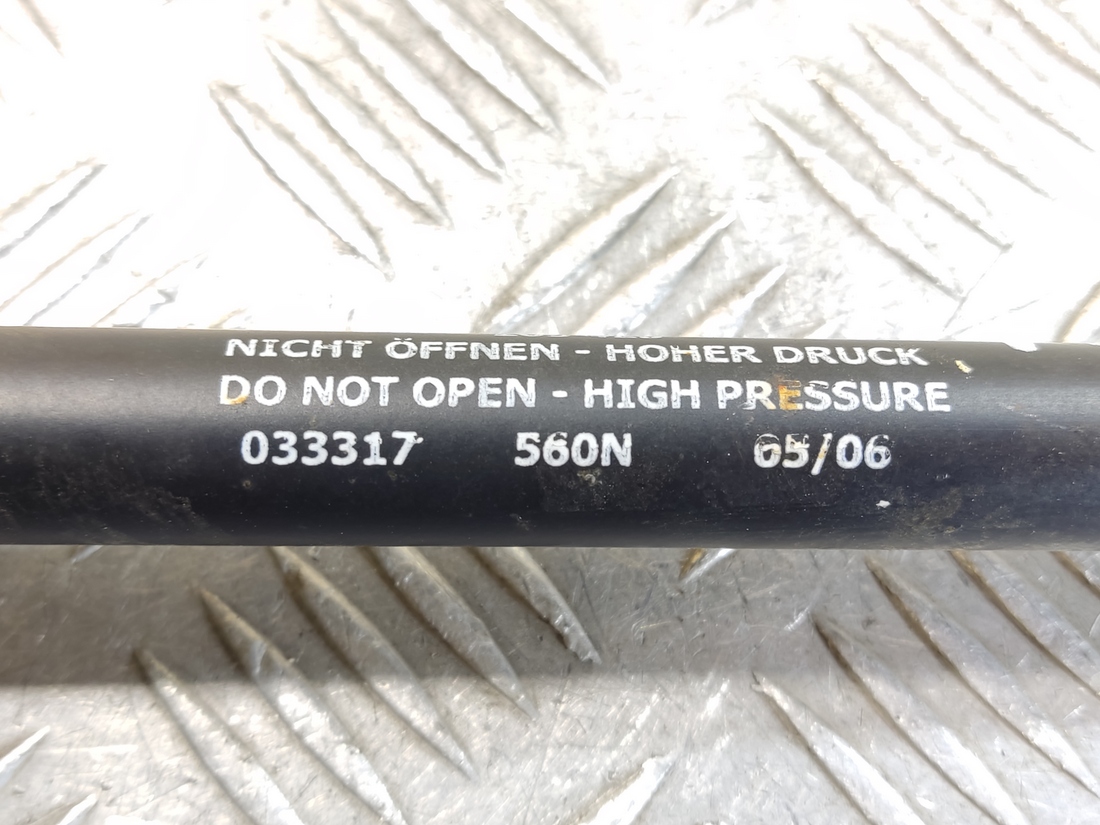 NICHT ÖFFNEN - HOHER DRUCK
DO NOT OPEN - HIGH PRESSURE
033317 560N 05/06